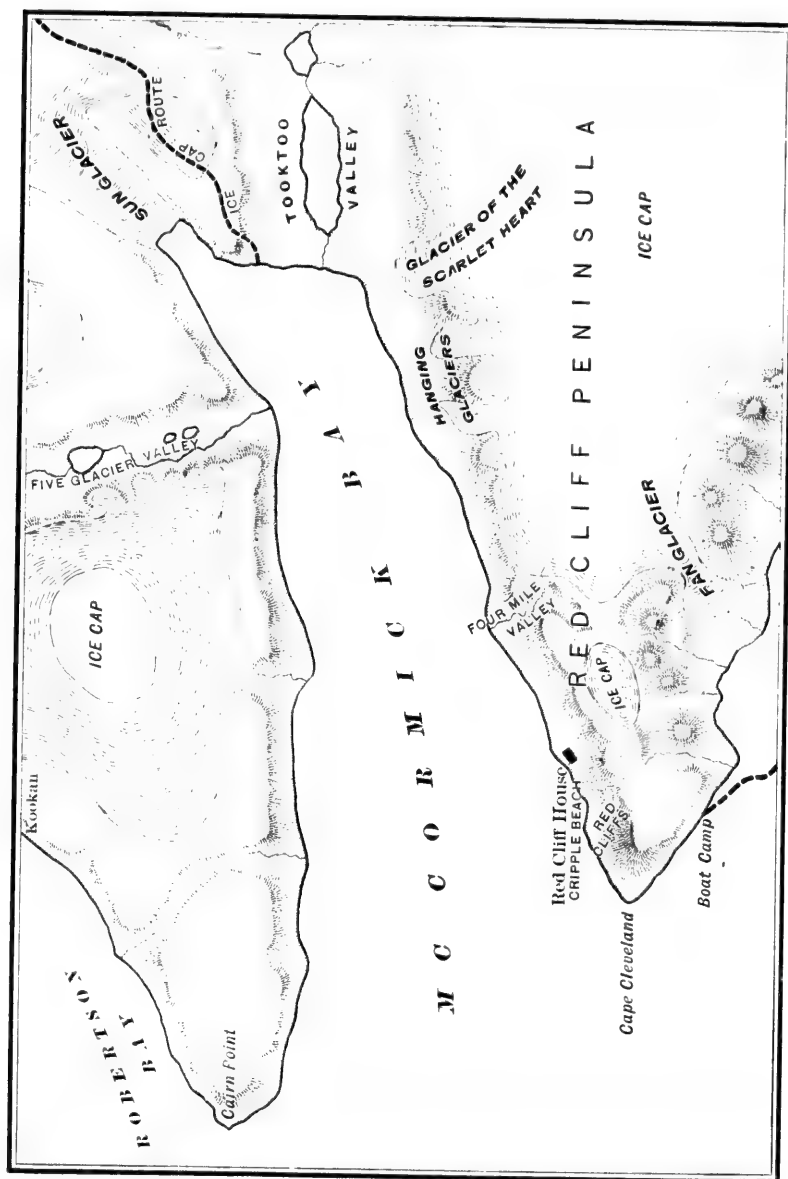 SUN GLACIER
ICE CAP ROUTE
TOOKTOO
VALLEY
FIVE GLACIER VALLEY
ICE CAP
Kookan
ROBERTSON
BAY
Cairn Point
MCCORMICK BAY
GLACIER OF THE
SCARLET HEART
HANGING
GLACIERS
RED CLIFF PENINSULA
ICE CAP
FOUR MILE
VALLEY
FAN GLACIER
ICE CAP
Red Cliff House
CRIPPLE BEACH
RED
CLIFFS
Cape Cleveland
Boat Camp